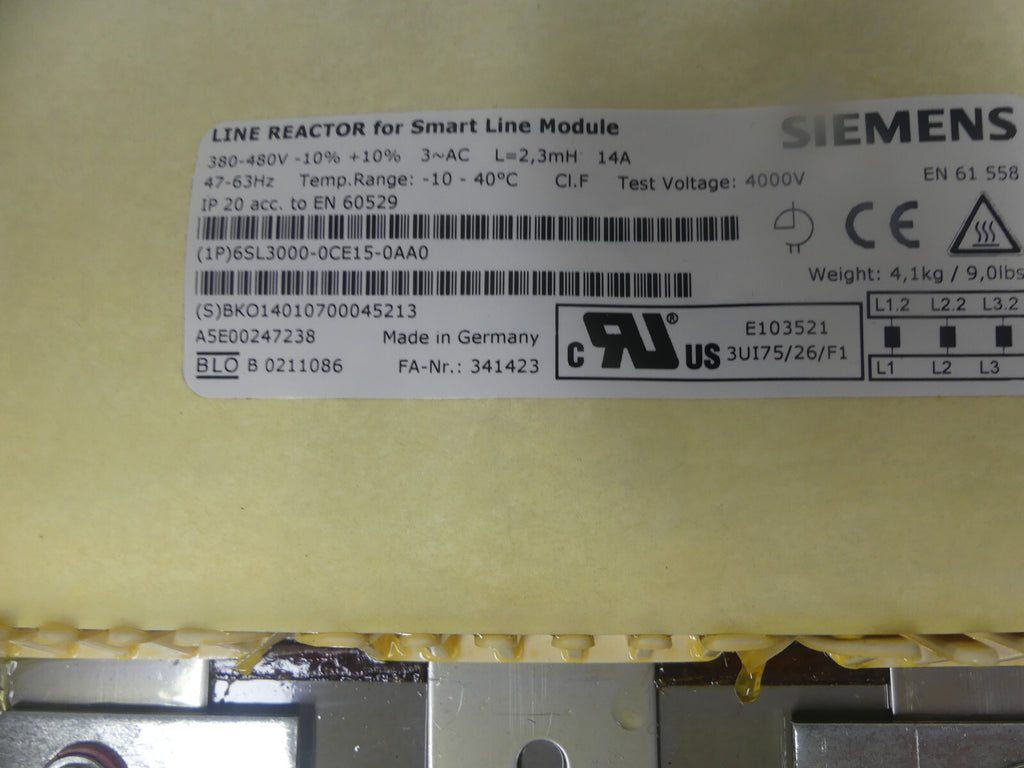 LINE REACTOR for Smart Line Module
SIEMENS
380-480V -10% +10% 3~AC L=2,3mH 14A
47-63Hz Temp.Range: -10 - 40°C Cl.F Test Voltage: 4000V
EN 61 558
IP 20 acc. to EN 60529
CE
(1P)6SL3000-0CE15-0AA0
Weight: 4,1kg / 9,0lbs
(S)BKO14010700045213
A5E00247238 Made in Germany
BLO B 0211086 FA-Nr.: 341423
c RU ® US
E103521
3UI75/26/F1
L1.2 L2.2 L3.2
L1 L2 L3